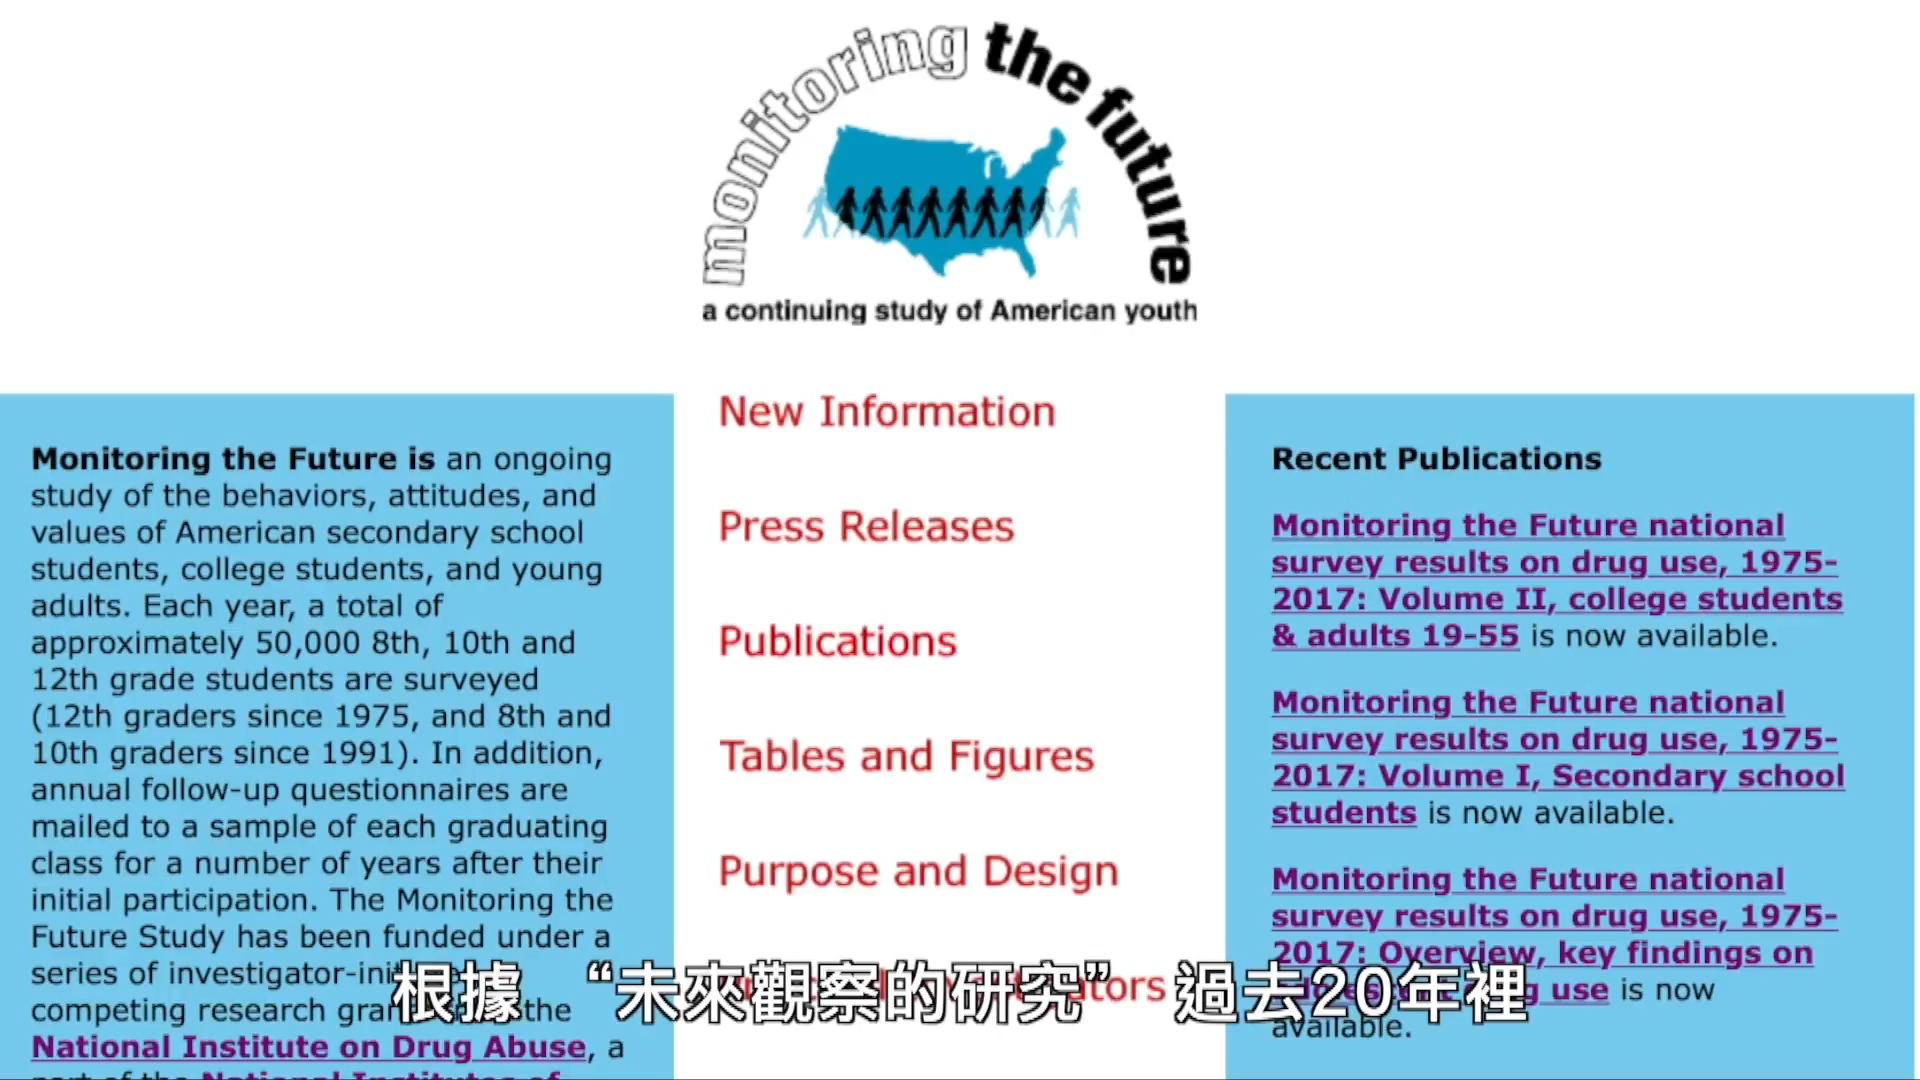 monitoring the future
a continuing study of American youth
Monitoring the Future is an ongoing
study of the behaviors, attitudes, and
values of American secondary school
students, college students, and young
adults. Each year, a total of
approximately 50,000 8th, 10th and
12th grade students are surveyed
(12th graders since 1975, and 8th and
10th graders since 1991). In addition,
annual follow-up questionnaires are
mailed to a sample of each graduating
class for a number of years after their
initial participation. The Monitoring the
Future Study has been funded under a
series of
competing research the
National Institute on Drug Abuse, a
New Information
Press Releases
Publications
Tables and Figures
Purpose and Design
Recent Publications
Monitoring the Future national
survey results on drug use, 1975-
2017: Volume II, college students
& adults 19-55 is now available.
Monitoring the Future national
survey results on drug use, 1975-
2017: Volume I, Secondary school
students is now available.
Monitoring the Future national
survey results on drug use, 1975-
2017: Overview, key findings on
use is now
available.
根據 “未來觀察的研究” 過去20年裡